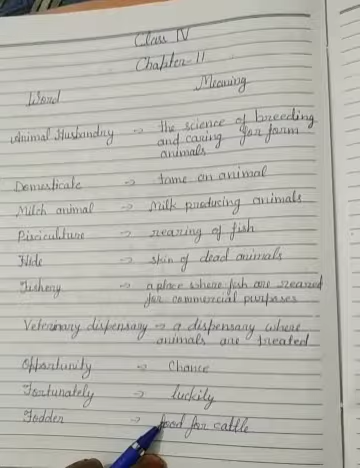 Class IV
Chapter-11
Word Meaning
Animal Husbandry → the science of breeding
and caring for form
animals
Domesticate → tame an animal
Milch animal → Milk producing animals
Pisciculture → rearing of fish
Hide → skin of dead animals
Fishery → a place where fish are reared
for commercial purposes
Veterinary dispensary → a dispensary where
animals are treated
Opportunity → Chance
Fortunately → luckily
Fodder → food for cattle